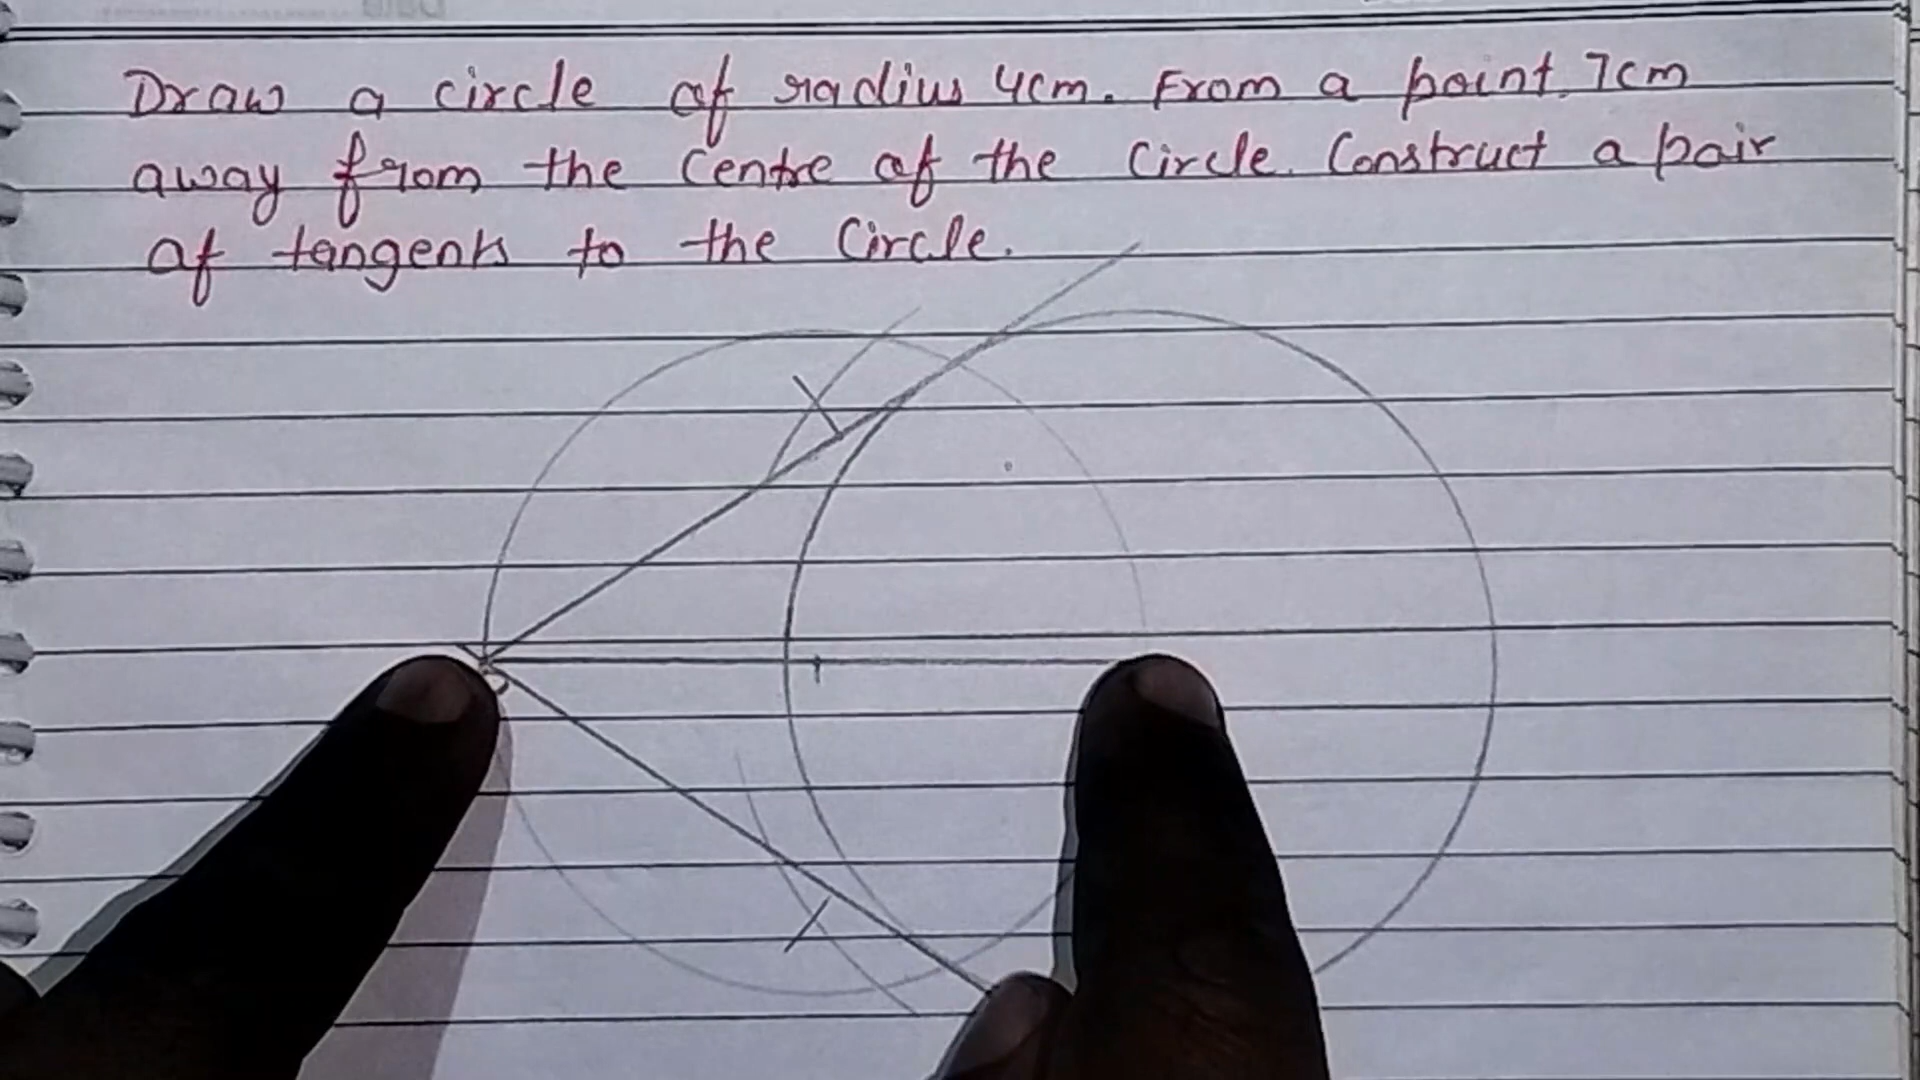 Draw a circle of radius 4cm. From a point 7cm
away from the centre of the circle. Construct a pair
of tangents to the circle.